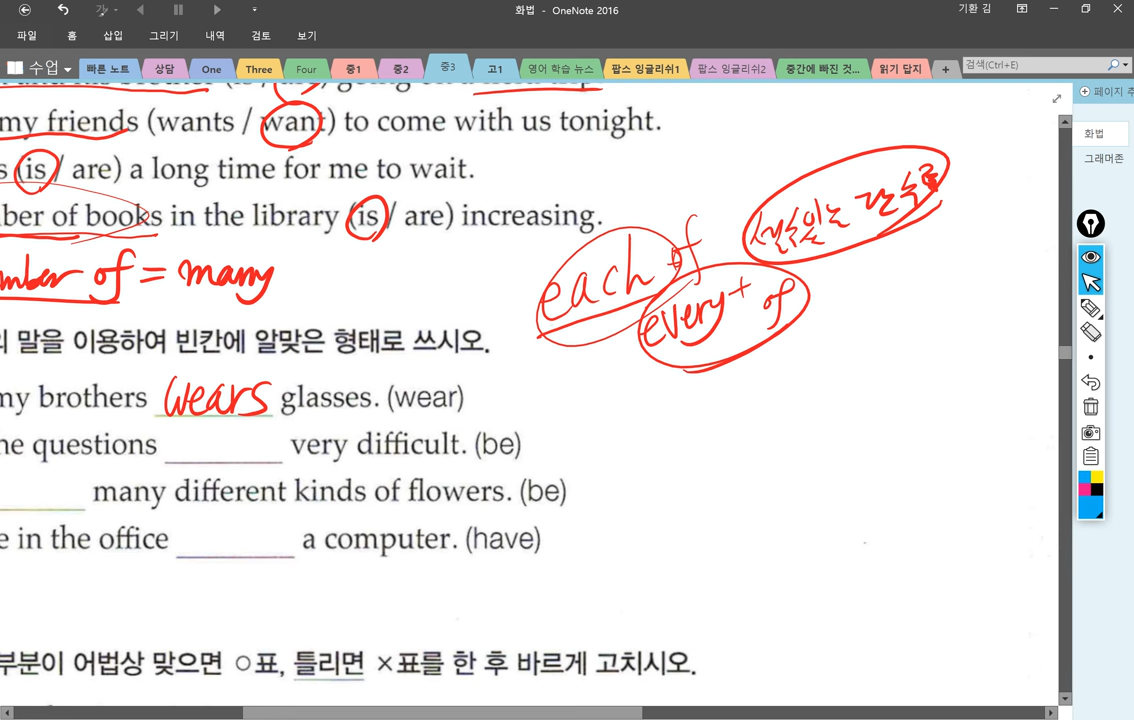 화법 - OneNote 2016
기환 김
파일 홈 삽입 그리기 내역 검토 보기
수업 빠른 노트 상담 One Three Four 중1 중2 중3 고1 영어 학습 뉴스 팝스 잉글리쉬1 팝스 잉글리쉬2 중간에 빠진 것... 읽기 답지 + 검색(Ctrl+E)
페이지 추
화법
그래머존
going on a
my friends (wants / want) to come with us tonight.
s (is / are) a long time for me to wait.
ber of books in the library (is / are) increasing.
mber of = many
each of
every + of
셀수있는 단수
의 말을 이용하여 빈칸에 알맞은 형태로 쓰시오.
my brothers wears glasses. (wear)
he questions very difficult. (be)
many different kinds of flowers. (be)
e in the office a computer. (have)
부분이 어법상 맞으면 ○표, 틀리면 ×표를 한 후 바르게 고치시오.